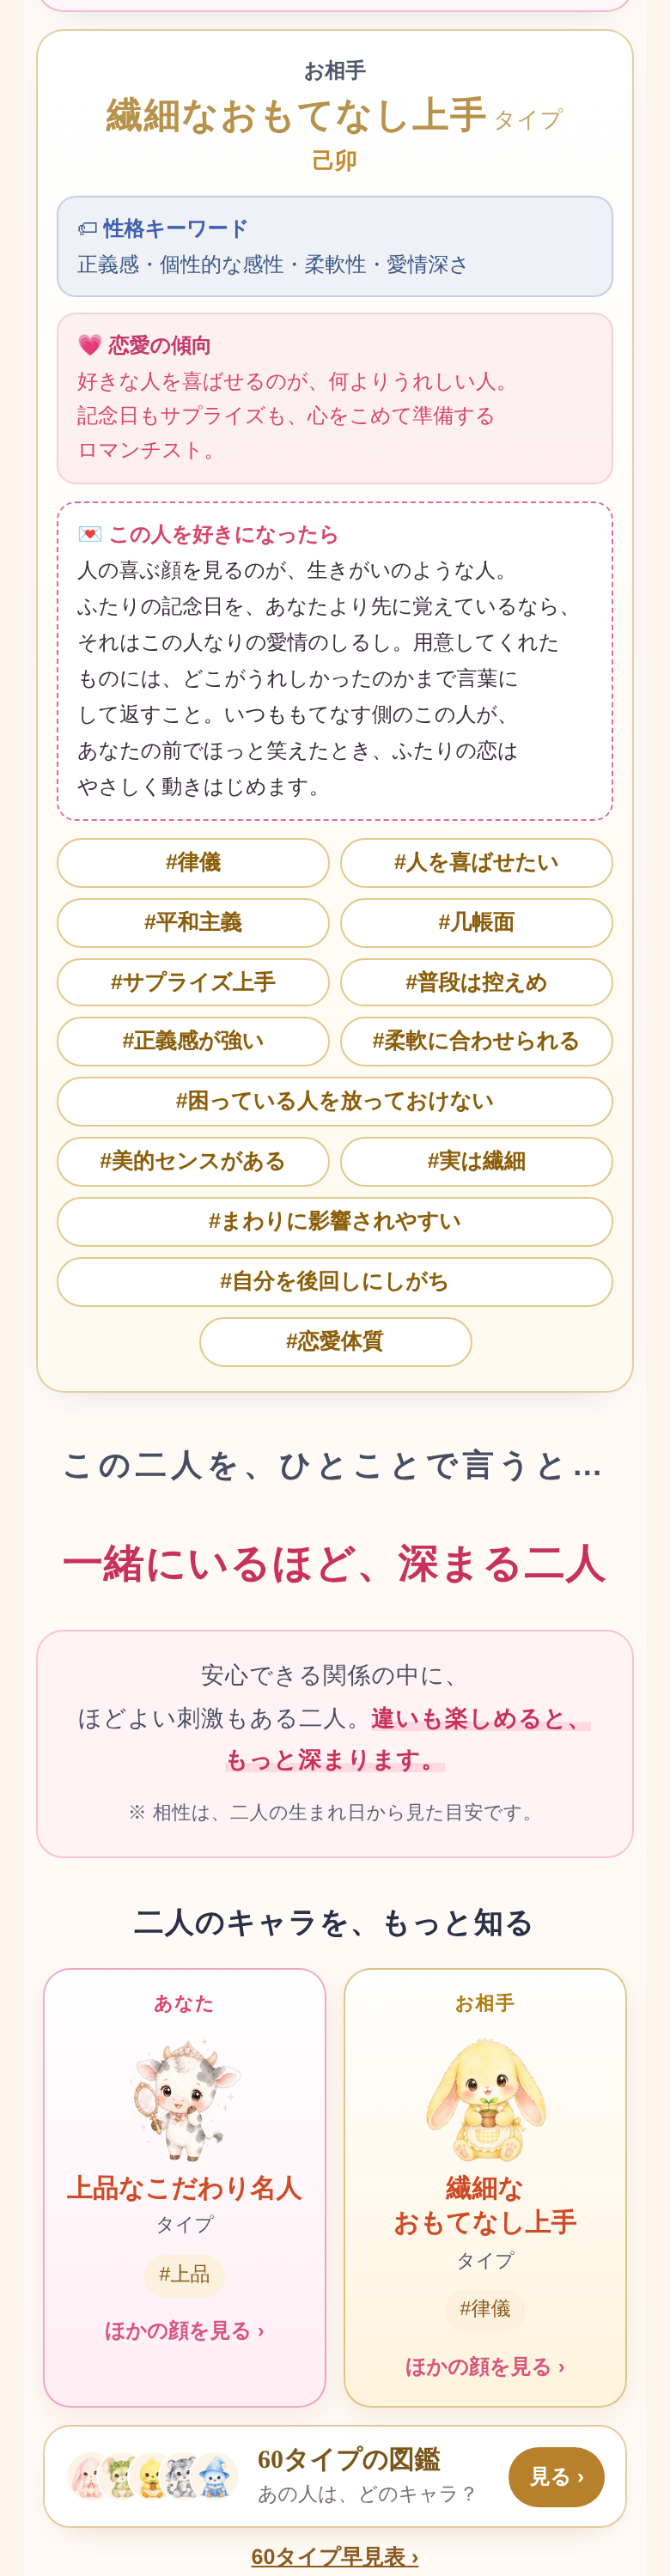 お相手
繊細なおもてなし上手 タイプ
己卯
性格キーワード
正義感・個性的な感性・柔軟性・愛情深さ
恋愛の傾向
好きな人を喜ばせるのが、何よりうれしい人。
記念日もサプライズも、心をこめて準備する
ロマンチスト。
この人を好きになったら
人の喜ぶ顔を見るのが、生きがいのような人。
ふたりの記念日を、あなたより先に覚えているなら、
それはこの人なりの愛情のしるし。用意してくれた
ものには、どこがうれしかったのかまで言葉に
して返すこと。いつももてなす側のこの人が、
あなたの前でほっと笑えたとき、ふたりの恋は
やさしく動きはじめます。
#律儀 #人を喜ばせたい
#平和主義 #几帳面
#サプライズ上手 #普段は控えめ
#正義感が強い #柔軟に合わせられる
#困っている人を放っておけない
#美的センスがある #実は繊細
#まわりに影響されやすい
#自分を後回しにしがち
#恋愛体質
この二人を、ひとことで言うと…
一緒にいるほど、深まる二人
安心できる関係の中に、
ほどよい刺激もある二人。違いも楽しめると、
もっと深まります。
※ 相性は、二人の生まれ日から見た目安です。
二人のキャラを、もっと知る
あなた
上品なこだわり名人
タイプ
#上品
ほかの顔を見る ›
お相手
繊細な
おもてなし上手
タイプ
#律儀
ほかの顔を見る ›
60タイプの図鑑
あの人は、どのキャラ？
見る ›
60タイプ早見表 ›